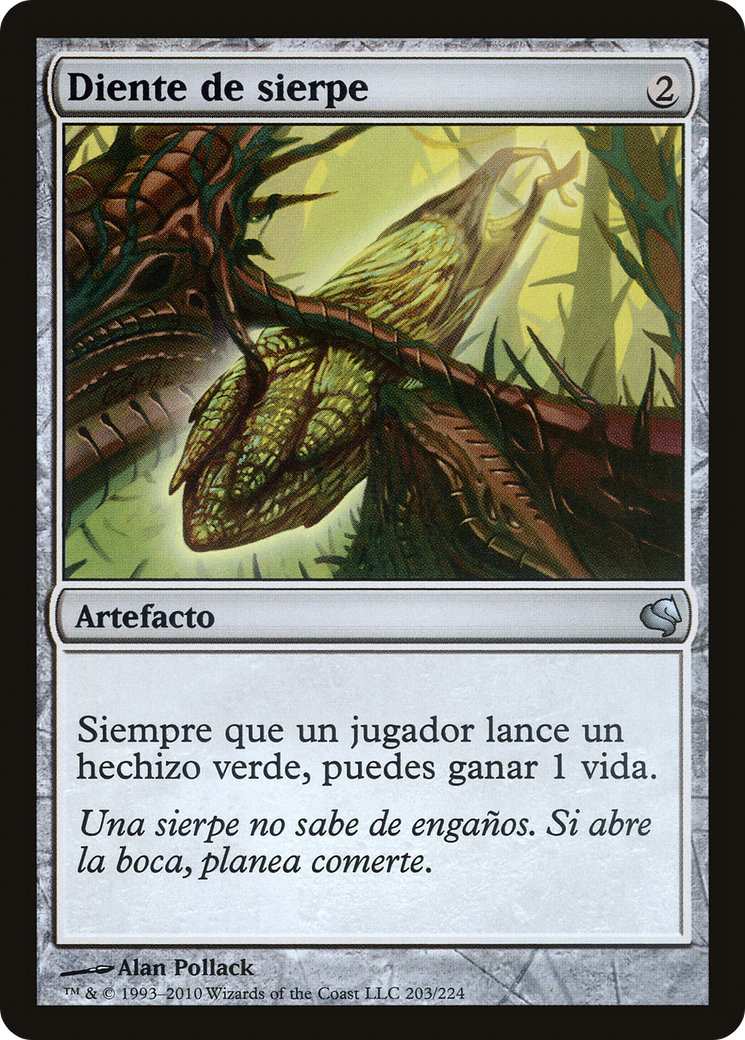 Diente de sierpe
2
Artefacto
Siempre que un jugador lance un
hechizo verde, puedes ganar 1 vida.
Una sierpe no sabe de engaños. Si abre
la boca, planea comerte.
Alan Pollack
™ & © 1993–2010 Wizards of the Coast LLC 203/224